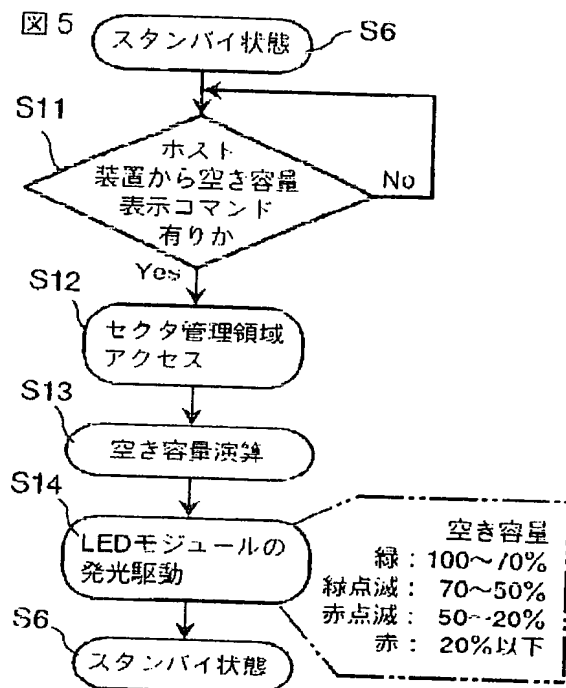 図5
スタンバイ状態
S6
S11
ホスト
装置から空き容量
表示コマンド
有りか
No
Yes
S12
セクタ管理領域
アクセス
S13
空き容量演算
S14
LEDモジュールの
発光駆動
空き容量
緑：100～70%
緑点滅：70～50%
赤点滅：50～20%
赤：20%以下
S6
スタンバイ状態